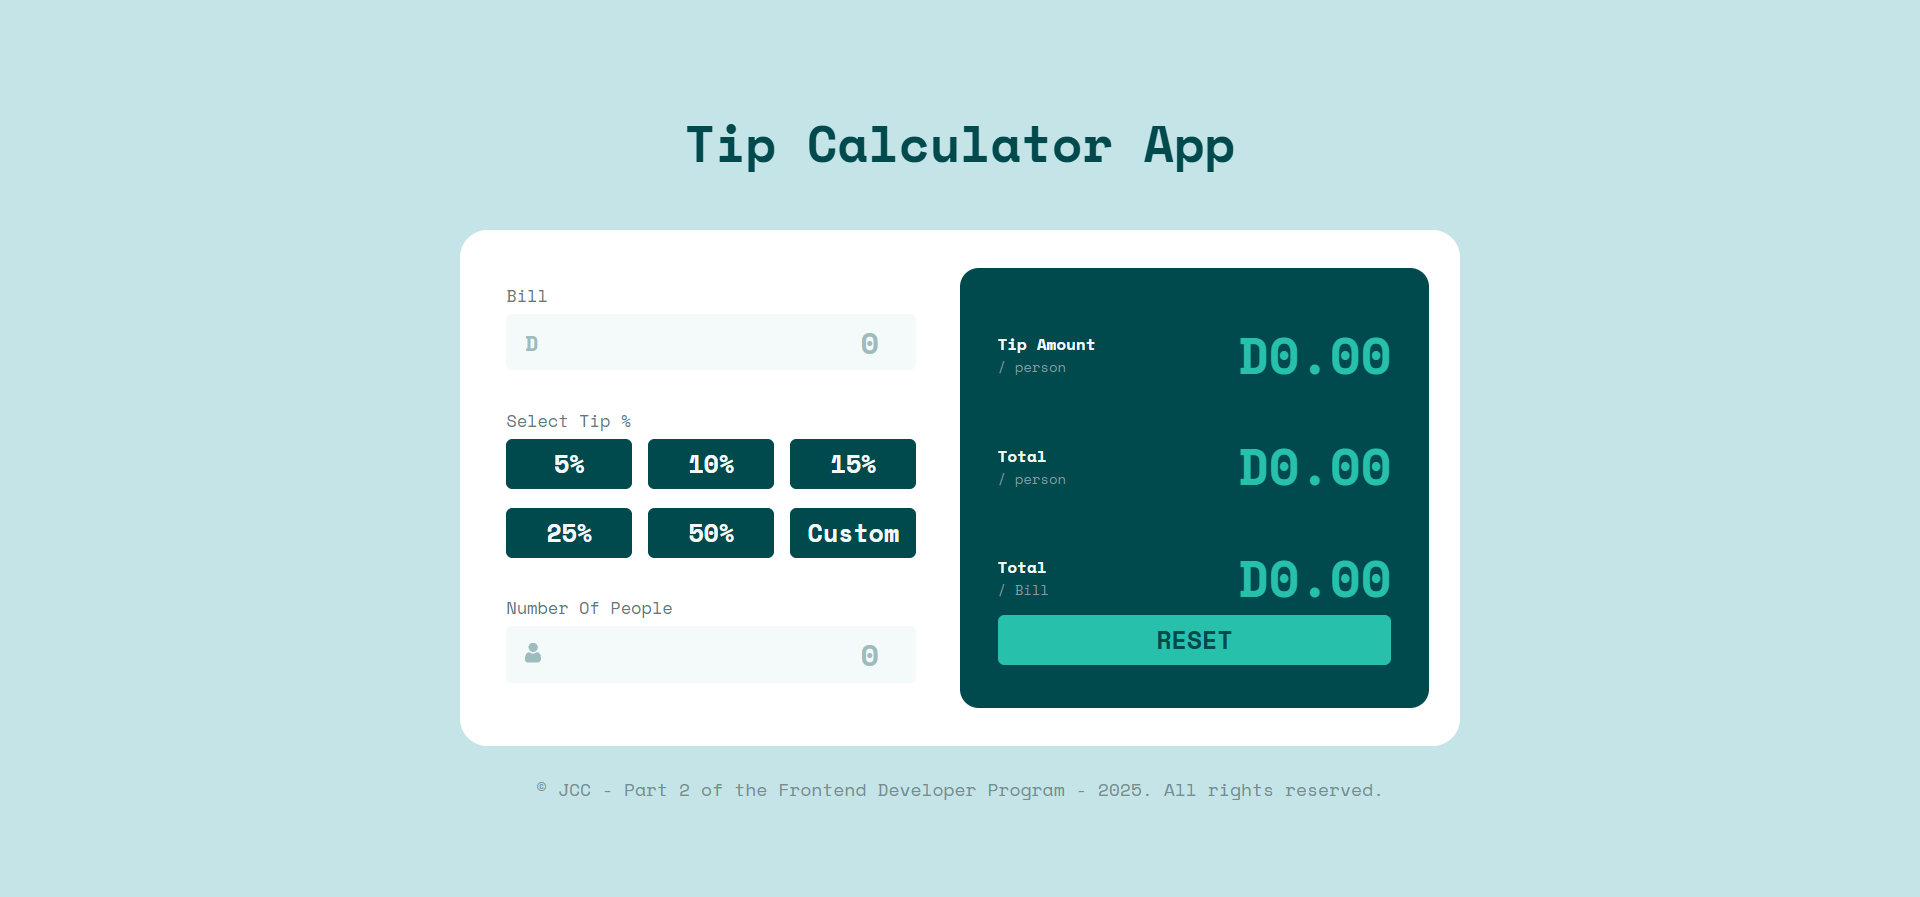 Tip Calculator App
Bill
D 0
Select Tip %
5% 10% 15%
25% 50% Custom
Number Of People
0
Tip Amount
/ person
D0.00
Total
/ person
D0.00
Total
/ Bill
D0.00
RESET
© JCC - Part 2 of the Frontend Developer Program - 2025. All rights reserved.